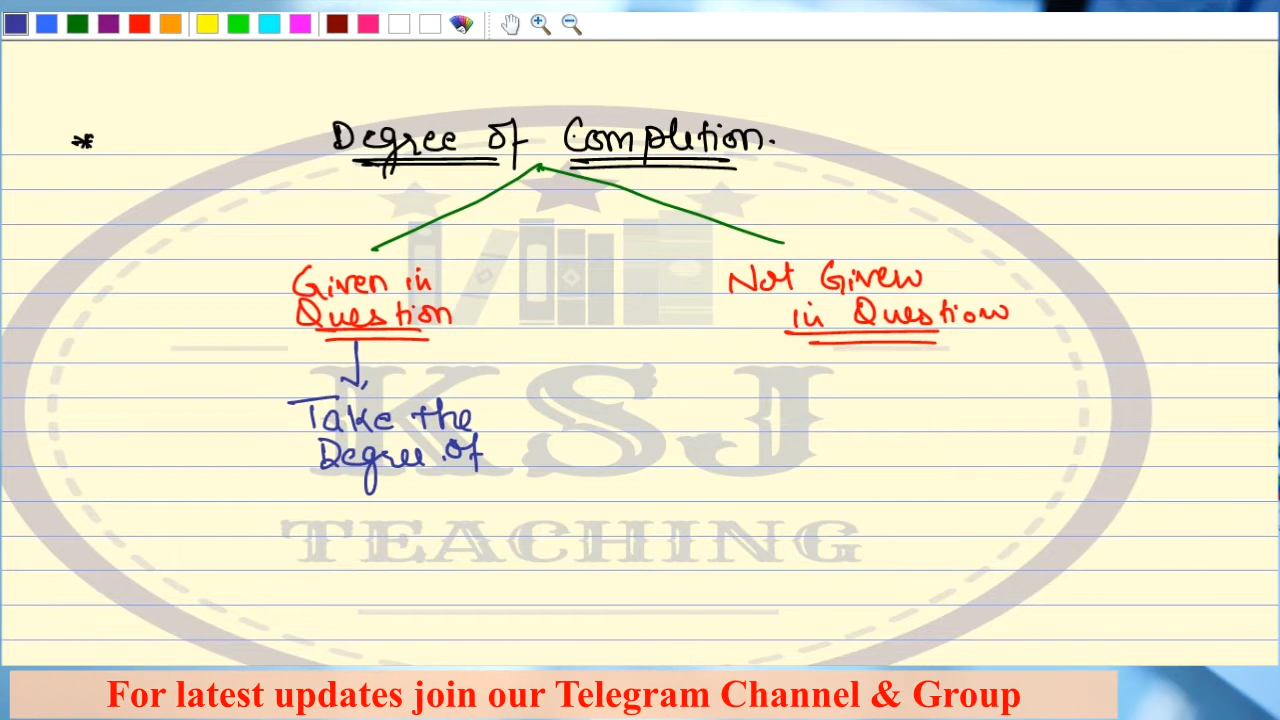 * Degree of Completion.
Given in
Question
Not Given
in Question
Take the
Degree of
KSJ
TEACHING
For latest updates join our Telegram Channel & Group